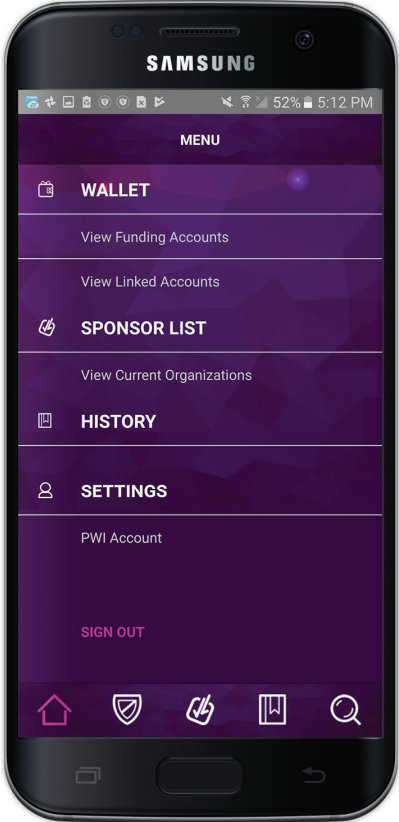 SAMSUNG
52% 5:12 PM
MENU
WALLET
View Funding Accounts
View Linked Accounts
SPONSOR LIST
View Current Organizations
HISTORY
SETTINGS
PWI Account
SIGN OUT